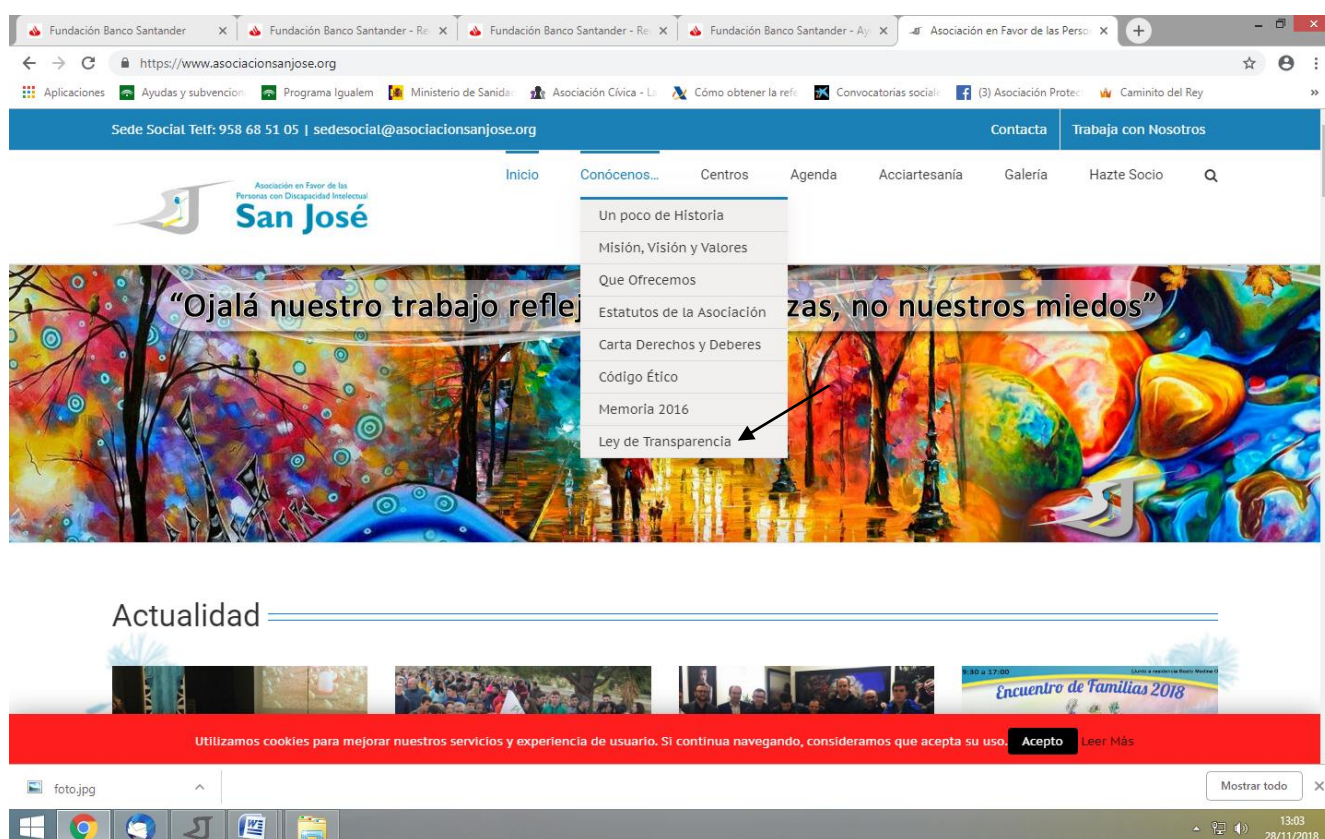 Fundación Banco Santander
Fundación Banco Santander - Re
Fundación Banco Santander - Re
Fundación Banco Santander - Ay
Asociación en Favor de las Perso
https://www.asociacionsanjose.org
Aplicaciones
Ayudas y subvencion
Programa Igualem
Ministerio de Sanida
Asociación Cívica - La
Cómo obtener la refe
Convocatorias sociale
(3) Asociación Protec
Caminito del Rey
»
Sede Social Telf: 958 68 51 05 | sedesocial@asociacionsanjose.org
Contacta
Trabaja con Nosotros
Asociación en Favor de las
Personas con Discapacidad Intelectual
San José
Inicio
Conócenos...
Centros
Agenda
Acciartesanía
Galería
Hazte Socio
Un poco de Historia
Misión, Visión y Valores
Que Ofrecemos
Estatutos de la Asociación
Carta Derechos y Deberes
Código Ético
Memoria 2016
Ley de Transparencia
“Ojalá nuestro trabajo reflej zas, no nuestros miedos”
Actualidad
9:30 a 17:00
Encuentro de Familias 2018
Utilizamos cookies para mejorar nuestros servicios y experiencia de usuario. Si continua navegando, consideramos que acepta su uso.
Acepto
Leer Más
foto.jpg
Mostrar todo
13:03
28/11/2018